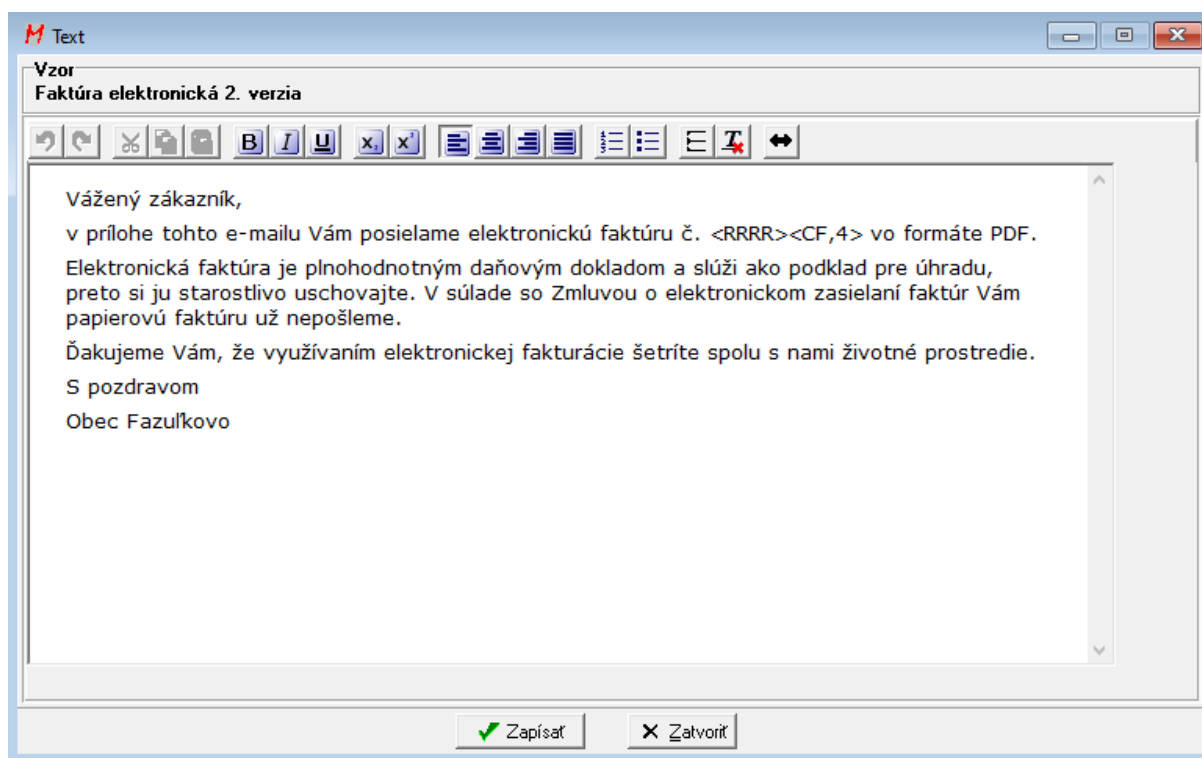 Text
Vzor
Faktúra elektronická 2. verzia
Vážený zákazník,
v prílohe tohto e-mailu Vám posielame elektronickú faktúru č. <RRRR><CF,4> vo formáte PDF.
Elektronická faktúra je plnohodnotným daňovým dokladom a slúži ako podklad pre úhradu,
preto si ju starostlivo uschovajte. V súlade so Zmluvou o elektronickom zasielaní faktúr Vám
papierovú faktúru už nepošleme.
Ďakujeme Vám, že využívaním elektronickej fakturácie šetríte spolu s nami životné prostredie.
S pozdravom
Obec Fazuľkovo
Zapísať Zatvoriť